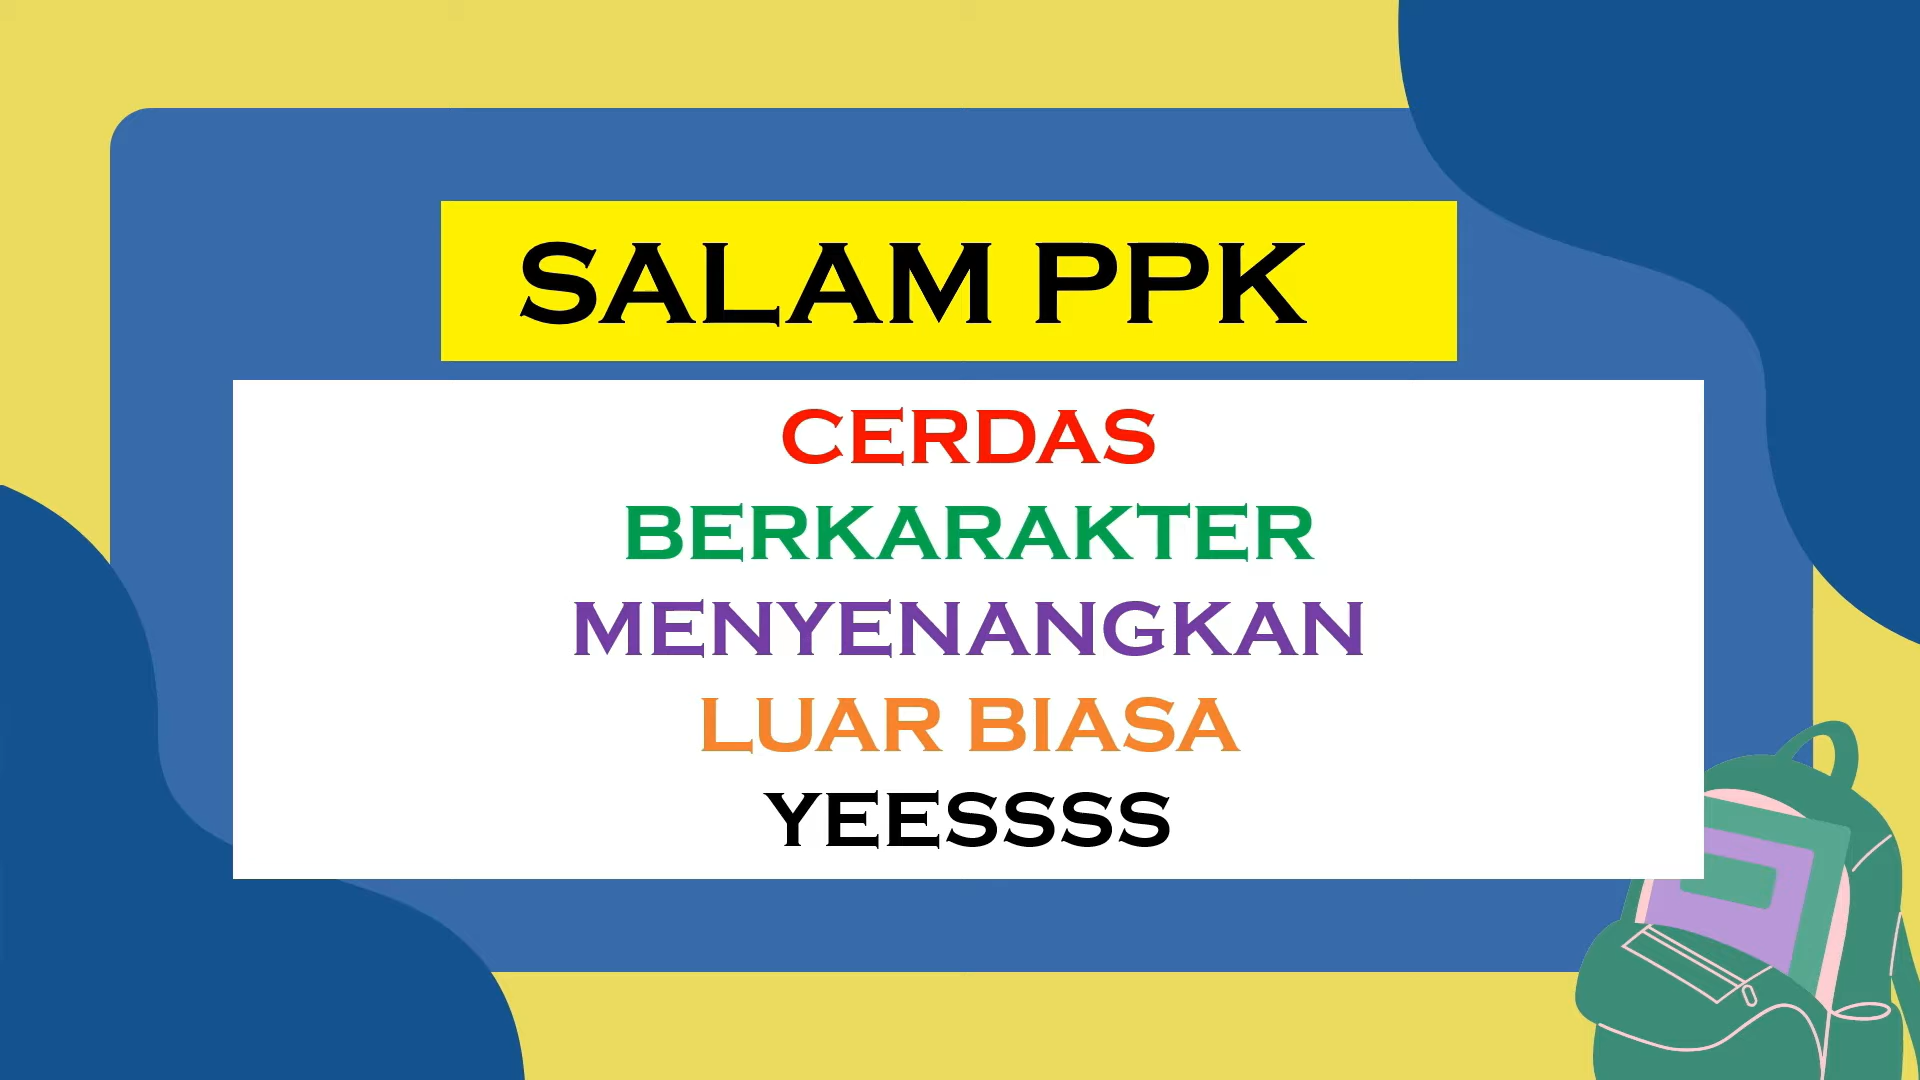 SALAM PPK
CERDAS
BERKARAKTER
MENYENANGKAN
LUAR BIASA
YEESSSS